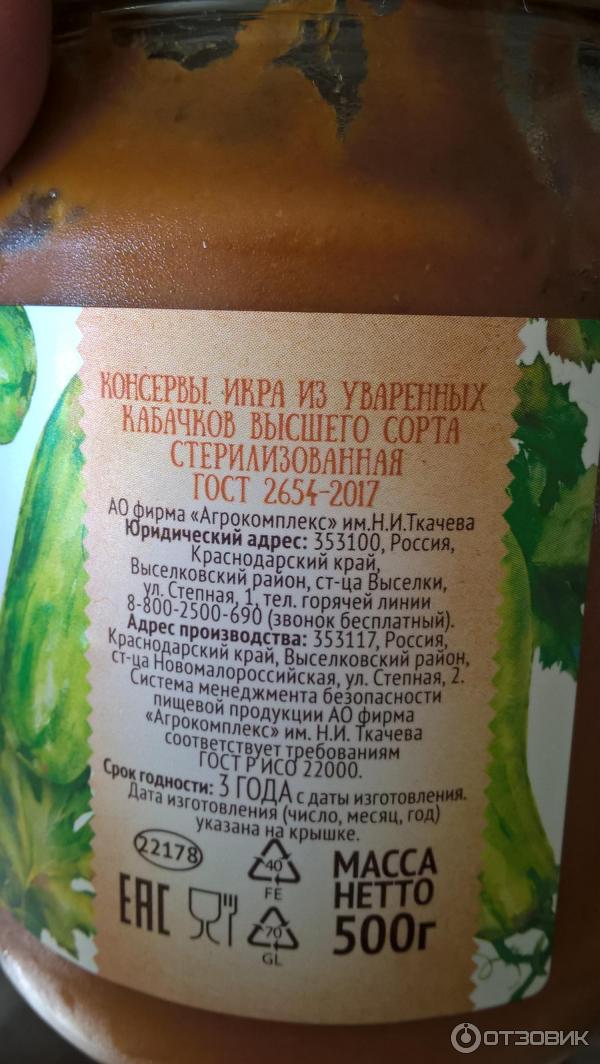 КОНСЕРВЫ. ИКРА ИЗ УВАРЕННЫХ
КАБАЧКОВ ВЫСШЕГО СОРТА
СТЕРИЛИЗОВАННАЯ
ГОСТ 2654-2017
АО фирма «Агрокомплекс» им.Н.И.Ткачева
Юридический адрес: 353100, Россия,
Краснодарский край,
Выселковский район, ст-ца Выселки,
ул. Степная, 1, тел. горячей линии
8-800-2500-690 (звонок бесплатный).
Адрес производства: 353117, Россия,
Краснодарский край, Выселковский район,
ст-ца Новомалороссийская, ул. Степная, 2.
Система менеджмента безопасности
пищевой продукции АО фирма
«Агрокомплекс» им. Н.И. Ткачева
соответствует требованиям
ГОСТ Р ИСО 22000.
Срок годности: 3 ГОДА с даты изготовления.
Дата изготовления (число, месяц, год)
указана на крышке.
22178
40
FE
МАССА
НЕТТО
500г
EAC
70
GL
ОТЗОВИК